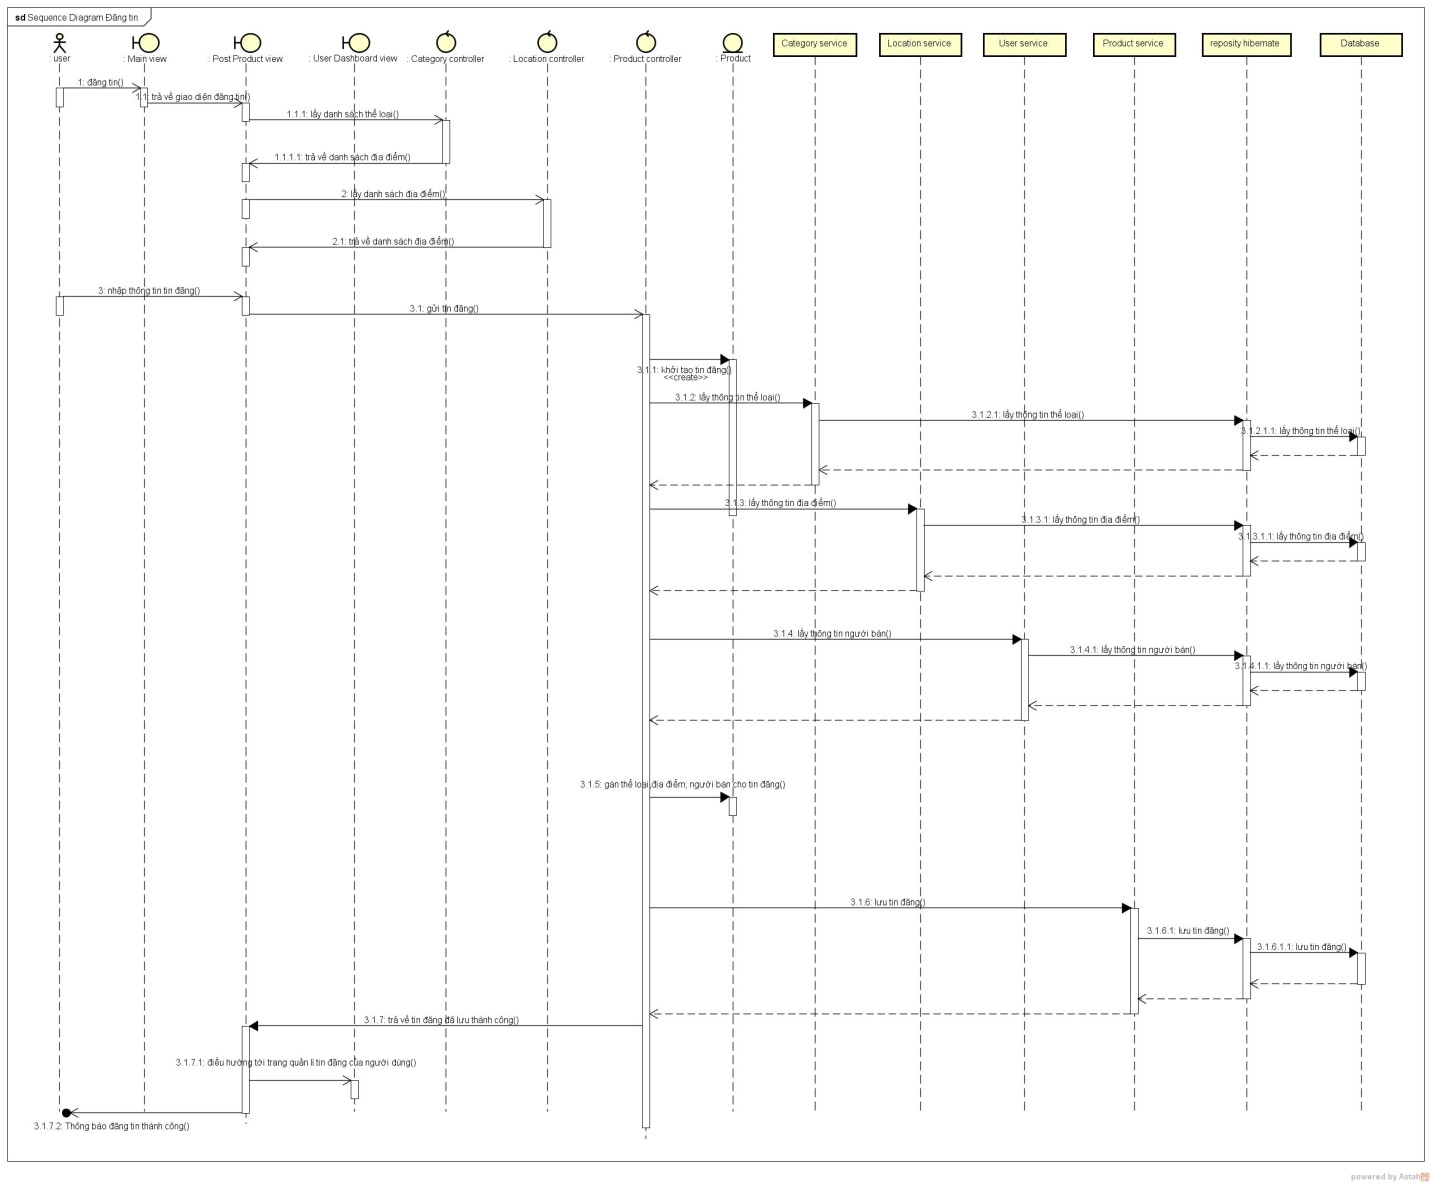 sd Sequence Diagram Đăng tin
: user
: Main view
: Post Product view
: User Dashboard view
: Category controller
: Location controller
: Product controller
: Product
Category service
Location service
User service
Product service
reposity hibernate
Database
1: đăng tin()
1.1: trả về giao diện đăng tin()
1.1.1: lấy danh sách thể loại()
1.1.1.1: trả về danh sách địa điểm()
2: lấy danh sách địa điểm()
2.1: trả về danh sách địa điểm()
3: nhập thông tin tin đăng()
3.1: gửi tin đăng()
3.1.1: khởi tạo tin đăng()
<<create>>
3.1.2: lấy thông tin thể loại()
3.1.2.1: lấy thông tin thể loại()
3.1.2.1.1: lấy thông tin thể loại()
3.1.3: lấy thông tin địa điểm()
3.1.3.1: lấy thông tin địa điểm()
3.1.3.1.1: lấy thông tin địa điểm()
3.1.4: lấy thông tin người bán()
3.1.4.1: lấy thông tin người bán()
3.1.4.1.1: lấy thông tin người bán()
3.1.5: gán thể loại,địa điểm, người bán cho tin đăng()
3.1.6: lưu tin đăng()
3.1.6.1: lưu tin đăng()
3.1.6.1.1: lưu tin đăng()
3.1.7: trả về tin đăng đã lưu thành công()
3.1.7.1: điều hướng tới trang quản lí tin đăng của người dùng()
3.1.7.2: Thông báo đăng tin thành công()
powered by Astah